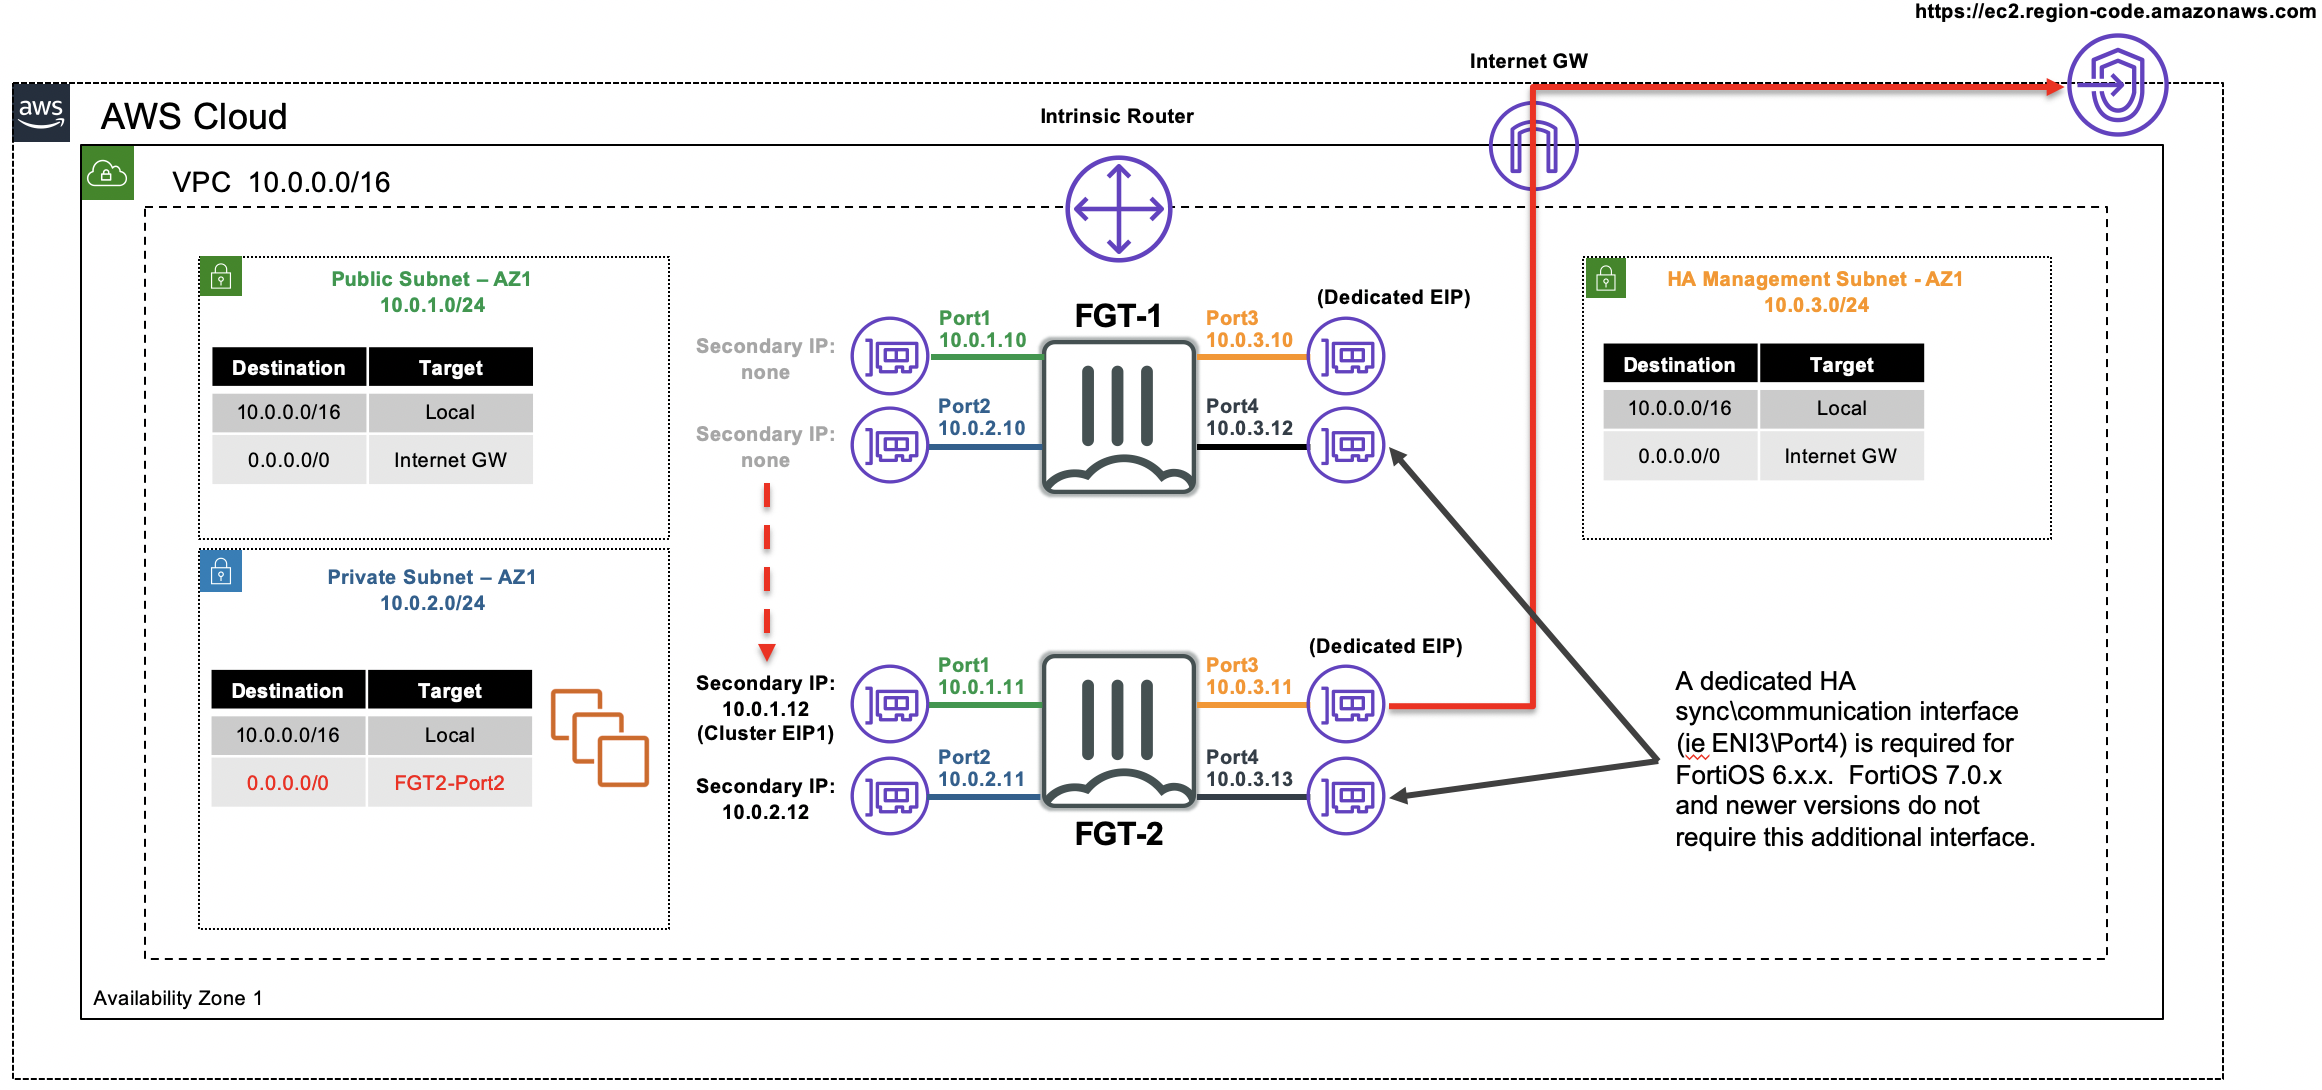 https://ec2.region-code.amazonaws.com
Internet GW
aws
AWS Cloud
Intrinsic Router
VPC 10.0.0.0/16
Public Subnet – AZ1
10.0.1.0/24
Destination Target
10.0.0.0/16 Local
0.0.0.0/0 Internet GW
Private Subnet – AZ1
10.0.2.0/24
Destination Target
10.0.0.0/16 Local
0.0.0.0/0 FGT2-Port2
Secondary IP:
none
Secondary IP:
none
Port1
10.0.1.10
Port2
10.0.2.10
FGT-1
Port3
10.0.3.10
Port4
10.0.3.12
(Dedicated EIP)
Secondary IP:
10.0.1.12
(Cluster EIP1)
Secondary IP:
10.0.2.12
Port1
10.0.1.11
Port2
10.0.2.11
FGT-2
Port3
10.0.3.11
Port4
10.0.3.13
(Dedicated EIP)
HA Management Subnet - AZ1
10.0.3.0/24
Destination Target
10.0.0.0/16 Local
0.0.0.0/0 Internet GW
A dedicated HA
sync\communication interface
(ie ENI3\Port4) is required for
FortiOS 6.x.x. FortiOS 7.0.x
and newer versions do not
require this additional interface.
Availability Zone 1